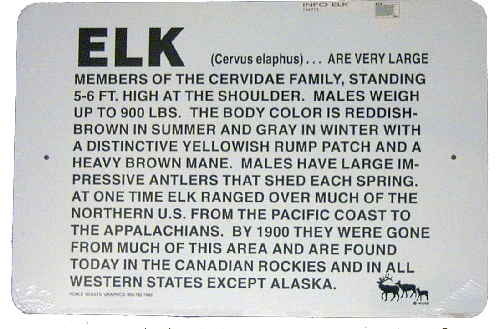 INFO ELK
ELK (Cervus elaphus) . . . ARE VERY LARGE
MEMBERS OF THE CERVIDAE FAMILY, STANDING
5-6 FT. HIGH AT THE SHOULDER. MALES WEIGH
UP TO 900 LBS. THE BODY COLOR IS REDDISH-
BROWN IN SUMMER AND GRAY IN WINTER WITH
A DISTINCTIVE YELLOWISH RUMP PATCH AND A
HEAVY BROWN MANE. MALES HAVE LARGE IM-
PRESSIVE ANTLERS THAT SHED EACH SPRING.
AT ONE TIME ELK RANGED OVER MUCH OF THE
NORTHERN U.S. FROM THE PACIFIC COAST TO
THE APPALACHIANS. BY 1900 THEY WERE GONE
FROM MUCH OF THIS AREA AND ARE FOUND
TODAY IN THE CANADIAN ROCKIES AND IN ALL
WESTERN STATES EXCEPT ALASKA.
NOBLE BEASTS GRAPHICS